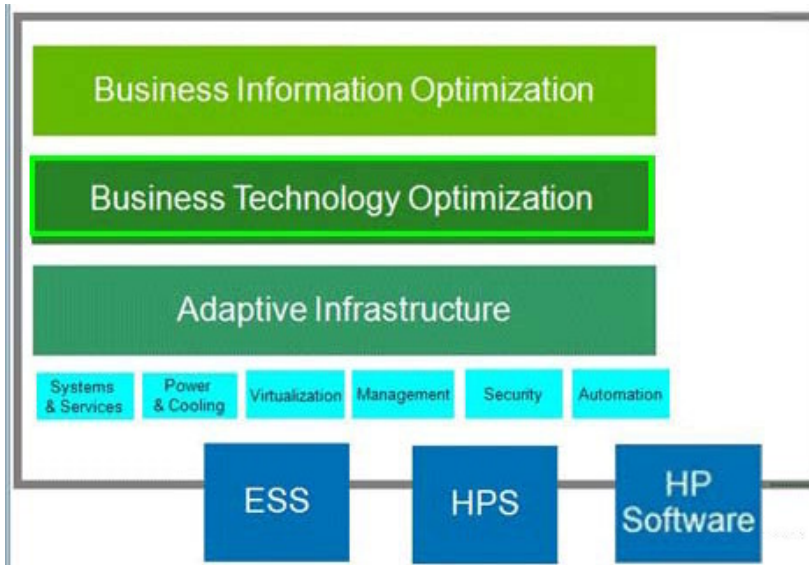 Business Information Optimization
Business Technology Optimization
Adaptive Infrastructure
Systems
& Services
Power
& Cooling
Virtualization
Management
Security
Automation
ESS
HPS
HP
Software